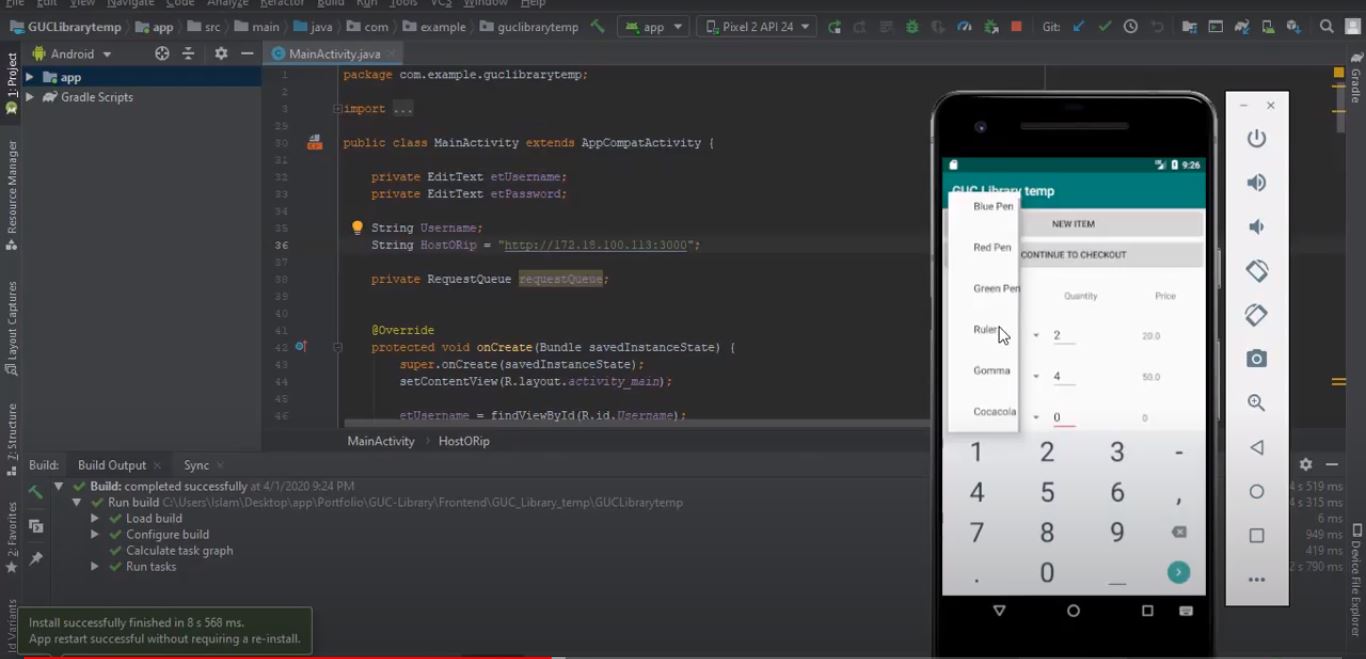 File Edit View Navigate Code Analyze Refactor Build Run Tools VCS Window Help
GUCLibrarytemp app src main java com example guclibrarytemp app Pixel 2 API 24 Git:
Android
MainActivity.java
1: Project
Resource Manager
Layout Captures
Z: Structure
2: Favorites
ld Variants
app
Gradle Scripts
1 package com.example.guclibrarytemp;
2
3 import ...
29
30 public class MainActivity extends AppCompatActivity {
31
32 private EditText etUsername;
33 private EditText etPassword;
34
35 String Username;
36 String HostORip = "http://172.18.100.113:3000";
37
38 private RequestQueue requestQueue;
39
40
41 @Override
42 protected void onCreate(Bundle savedInstanceState) {
43 super.onCreate(savedInstanceState);
44 setContentView(R.layout.activity_main);
45
46 etUsername = findViewById(R.id.Username);
MainActivity › HostORip
Build: Build Output Sync
Build: completed successfully at 4/1/2020 9:24 PM
Run build C:\Users\Islam\Desktop\app\Portfolio\GUC-Library\Frontend\GUC_Library_temp\GUCLibrarytemp
Load build
Configure build
Calculate task graph
Run tasks
4 s 519 ms
4 s 315 ms
6 ms
949 ms
419 ms
2 s 790 ms
Install successfully finished in 8 s 568 ms.
App restart successful without requiring a re-install.
9:26
GUC Library temp
NEW ITEM
CONTINUE TO CHECKOUT
Quantity Price
2 20.0
4 50.0
0 0
Blue Pen
Red Pen
Green Pen
Ruler
Gomma
Cocacola
1 2 3 -
4 5 6 ,
7 8 9
. 0 _
Gradle
Device File Explorer